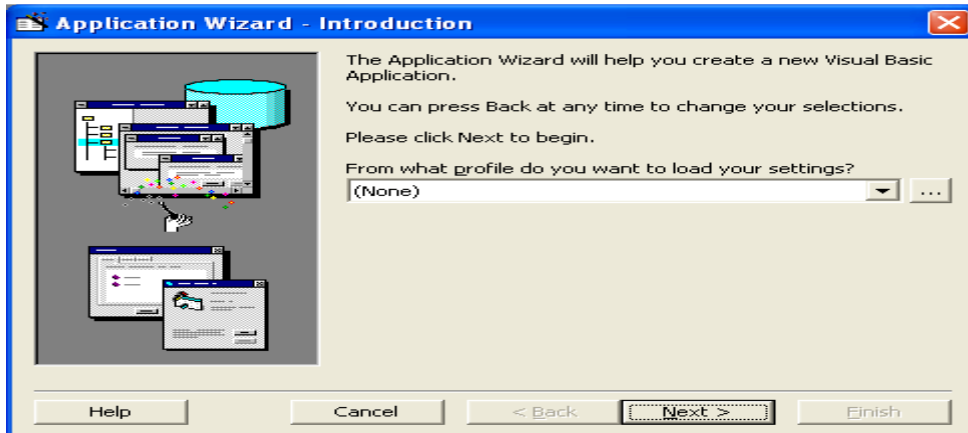 Application Wizard - Introduction
The Application Wizard will help you create a new Visual Basic
Application.
You can press Back at any time to change your selections.
Please click Next to begin.
From what profile do you want to load your settings?
(None)
...
Help
Cancel
< Back
Next >
Finish